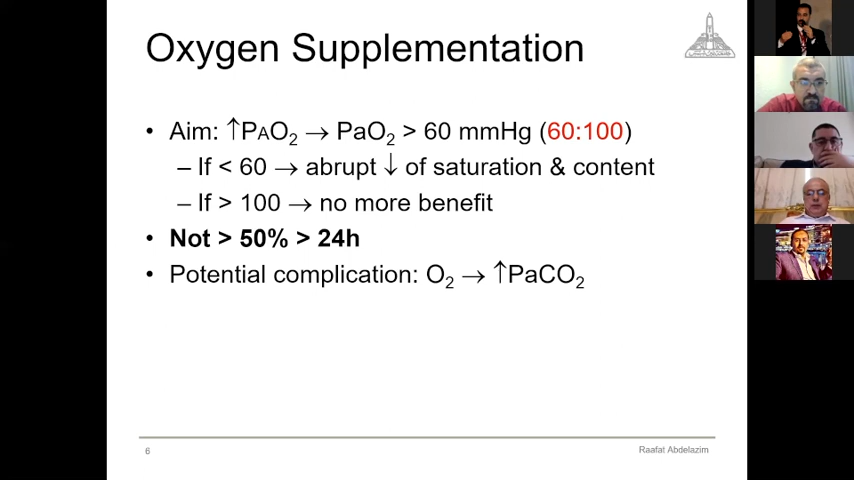 Oxygen Supplementation
• Aim: ↑PAO₂ → PaO₂ > 60 mmHg (60:100)
– If < 60 → abrupt ↓ of saturation & content
– If > 100 → no more benefit
• Not > 50% > 24h
• Potential complication: O₂ → ↑PaCO₂
6
Raafat Abdelazim